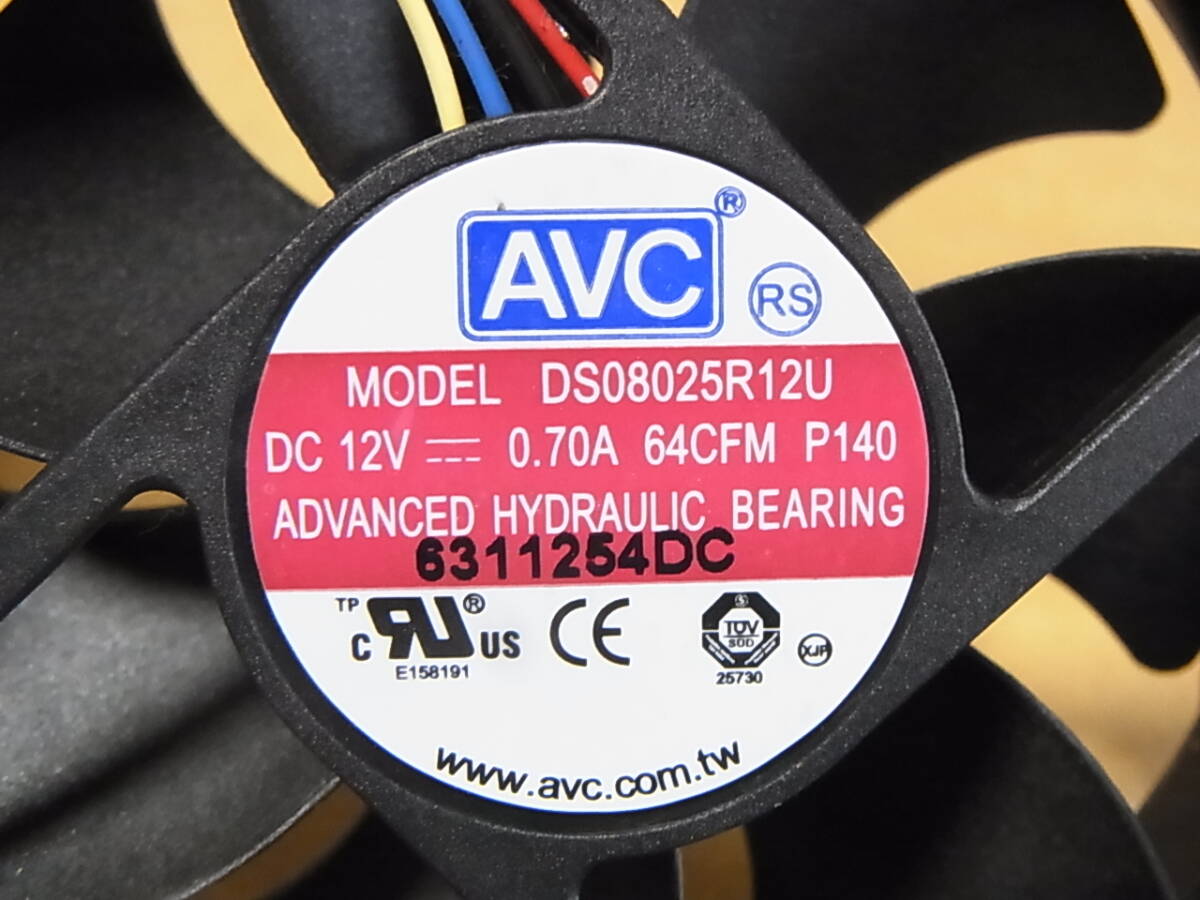 AVC®
RS
MODEL DS08025R12U
DC 12V ⎓ 0.70A 64CFM P140
ADVANCED HYDRAULIC BEARING
6311254DC
TP
C RU® US
E158191
CE
S
TÜV
SÜD
25730
XJP
www.avc.com.tw